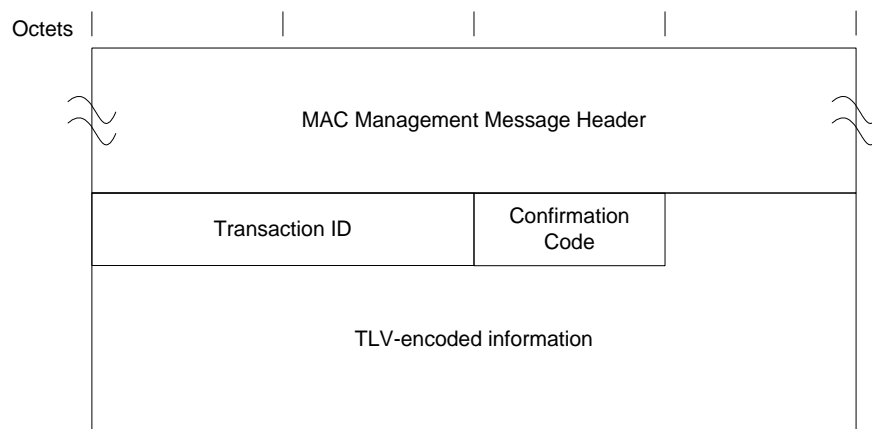 Octets
MAC Management Message Header
Transaction ID
Confirmation
Code
TLV-encoded information